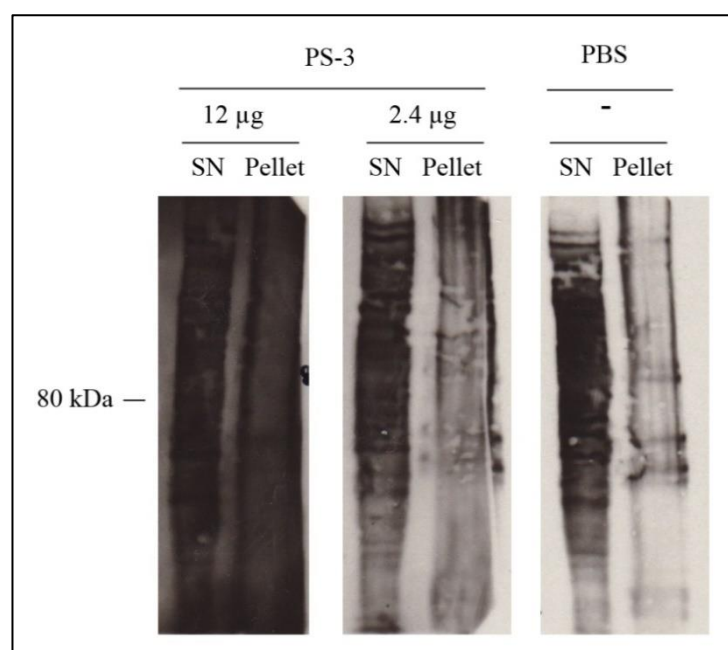 PS-3 PBS
12 µg 2.4 µg -
SN Pellet SN Pellet SN Pellet
80 kDa —